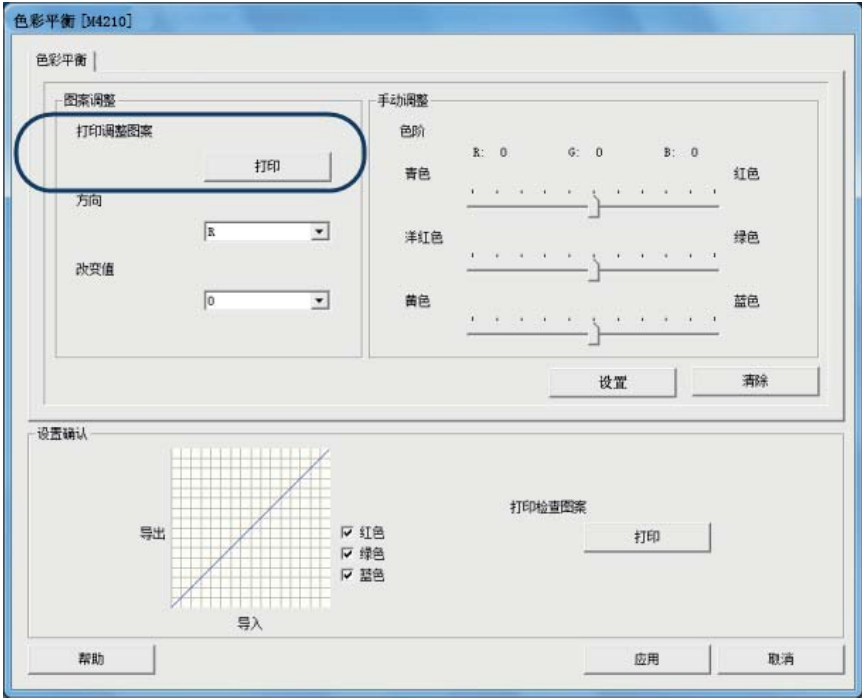 色彩平衡 [M4210]
色彩平衡
图案调整
打印调整图案
打印
方向
R
改变值
0
手动调整
色阶
R: 0 G: 0 B: 0
青色 红色
洋红色 绿色
黄色 蓝色
设置 清除
设置确认
导出
导入
红色
绿色
蓝色
打印检查图案
打印
帮助 应用 取消